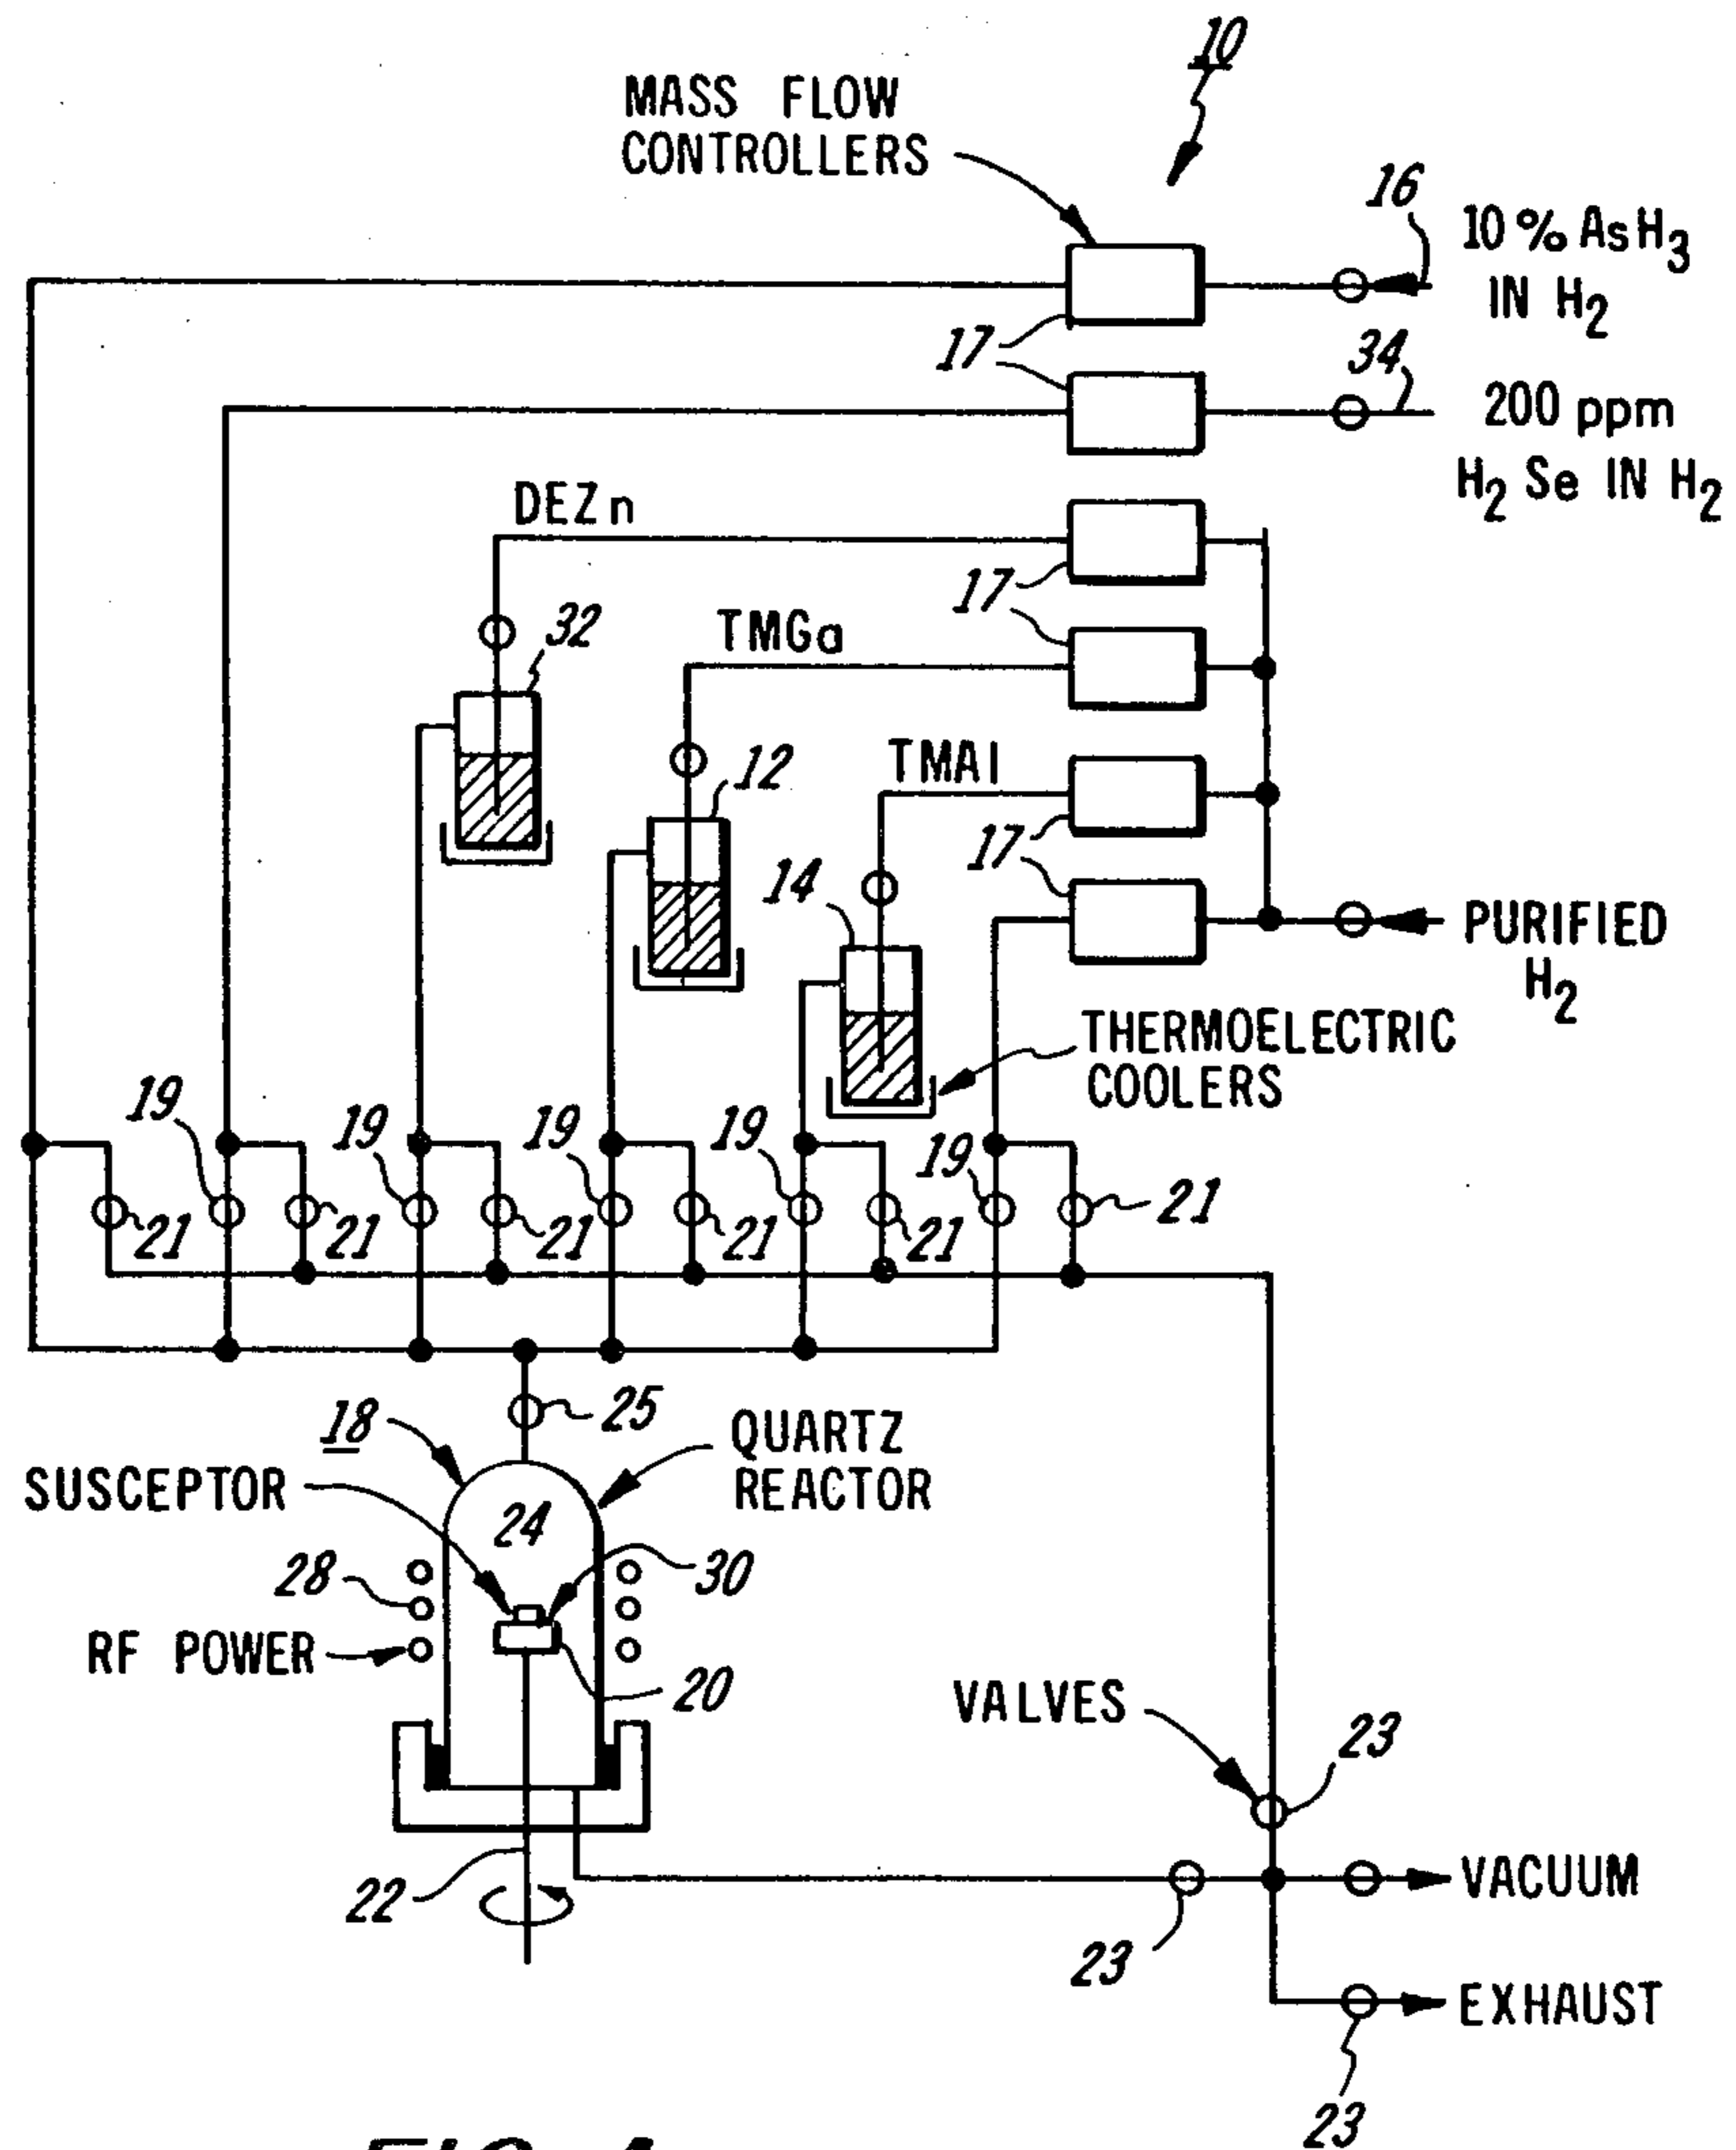 10
MASS FLOW
CONTROLLERS
16
10 % AsH3
IN H2
17
34
200 ppm
H2 Se IN H2
DEZn
17
32
TMGa
12
TMAl
17
14
PURIFIED
H2
THERMOELECTRIC
COOLERS
19
19
19
19
19
21
21
21
21
21
21
25
18
QUARTZ
REACTOR
SUSCEPTOR
24
28
30
RF POWER
20
VALVES
23
22
VACUUM
23
EXHAUST
23